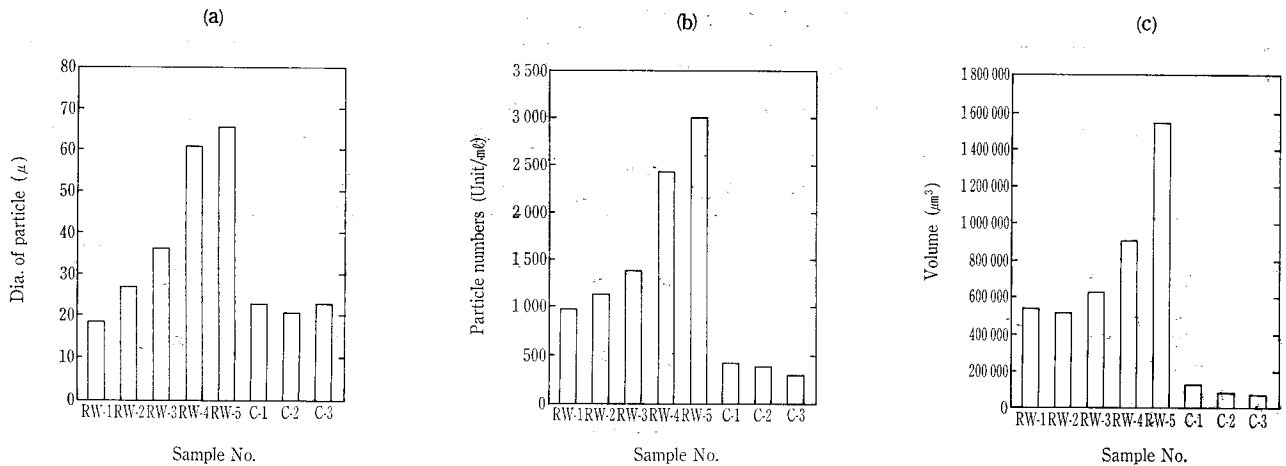 (a)
80
70
60
50
40
30
20
10
0
Dia. of particle (μ)
RW-1 RW-2 RW-3 RW-4 RW-5 C-1 C-2 C-3
Sample No.
(b)
3 500
3 000
2 500
2 000
1 500
1 000
500
0
Particle numbers (Unit/mℓ)
RW-1 RW-2 RW-3 RW-4 RW-5 C-1 C-2 C-3
Sample No.
(c)
1 800 000
1 600 000
1 400 000
1 200 000
1 000 000
800 000
600 000
400 000
200 000
0
Volume (μm³)
RW-1 RW-2 RW-3 RW-4 RW-5 C-1 C-2 C-3
Sample No.